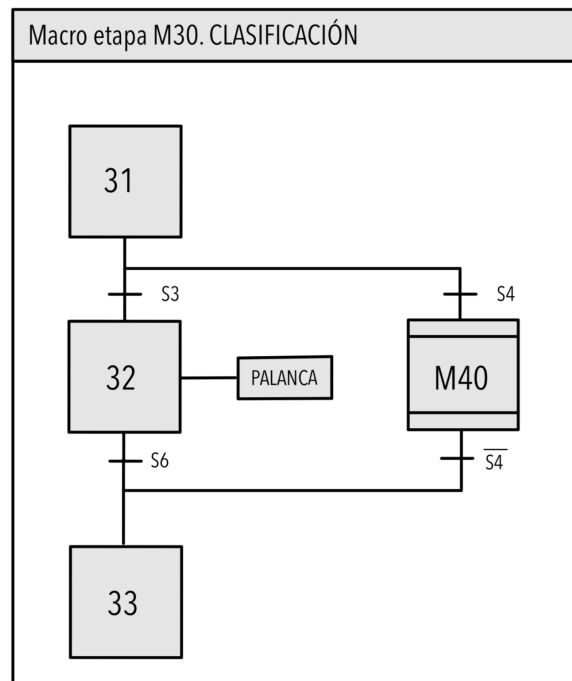 Macro etapa M30. CLASIFICACIÓN
31
S3
S4
32
PALANCA
M40
S6
S4̅
33